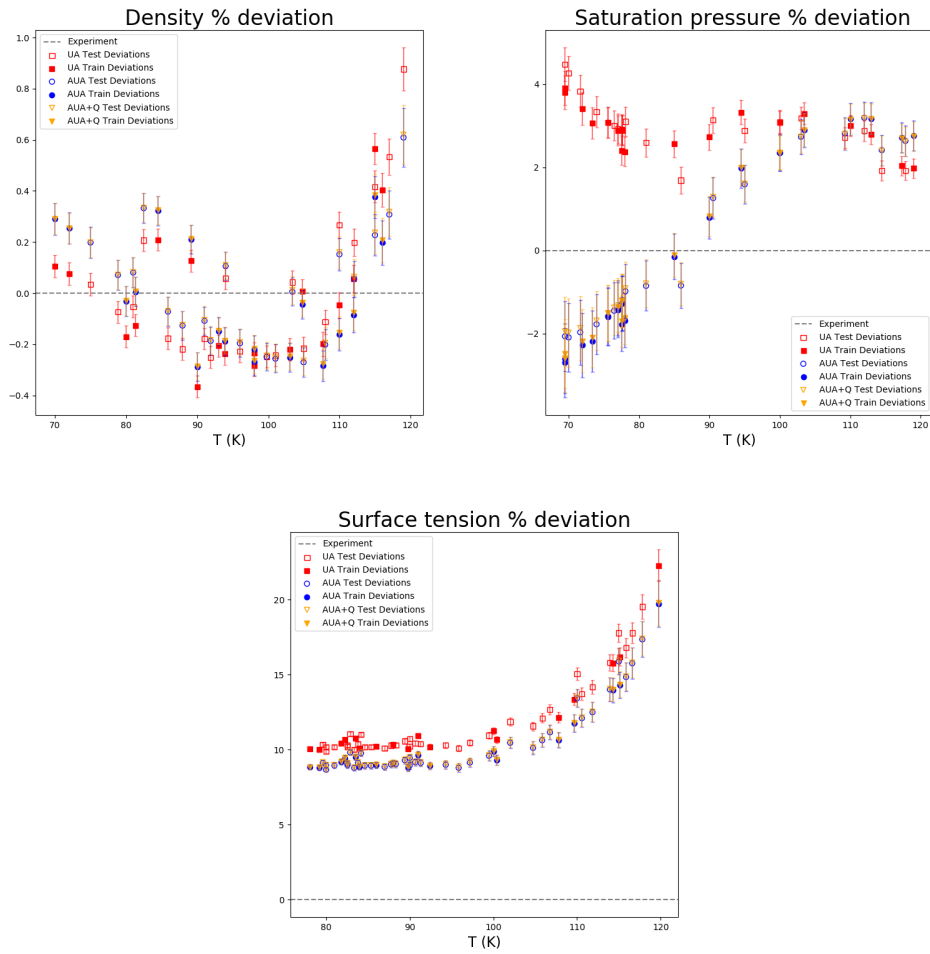 Density % deviation
1.0
0.8
0.6
0.4
0.2
0.0
−0.2
−0.4
Experiment
UA Test Deviations
UA Train Deviations
AUA Test Deviations
AUA Train Deviations
AUA+Q Test Deviations
AUA+Q Train Deviations
70 80 90 100 110 120
T (K)
Saturation pressure % deviation
4
2
0
−2
Experiment
UA Test Deviations
UA Train Deviations
AUA Test Deviations
AUA Train Deviations
AUA+Q Test Deviations
AUA+Q Train Deviations
70 80 90 100 110 120
T (K)
Surface tension % deviation
20
15
10
5
0
Experiment
UA Test Deviations
UA Train Deviations
AUA Test Deviations
AUA Train Deviations
AUA+Q Test Deviations
AUA+Q Train Deviations
80 90 100 110 120
T (K)